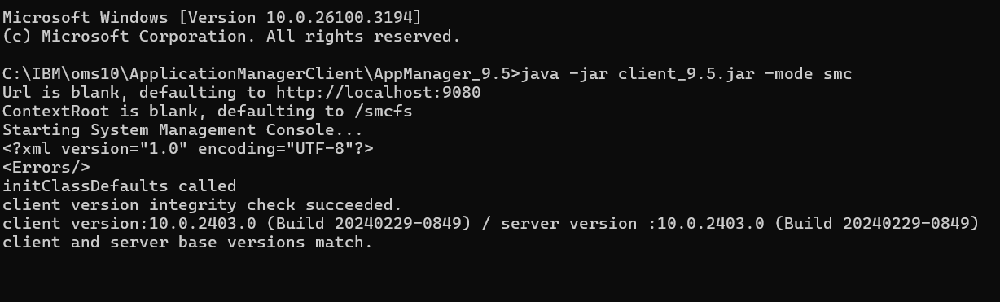 Microsoft Windows [Version 10.0.26100.3194]
(c) Microsoft Corporation. All rights reserved.
C:\IBM\oms10\ApplicationManagerClient\AppManager_9.5>java -jar client_9.5.jar -mode smc
Url is blank, defaulting to http://localhost:9080
ContextRoot is blank, defaulting to /smcfs
Starting System Management Console...
<?xml version="1.0" encoding="UTF-8"?>
<Errors/>
initClassDefaults called
client version integrity check succeeded.
client version:10.0.2403.0 (Build 20240229-0849) / server version :10.0.2403.0 (Build 20240229-0849)
client and server base versions match.